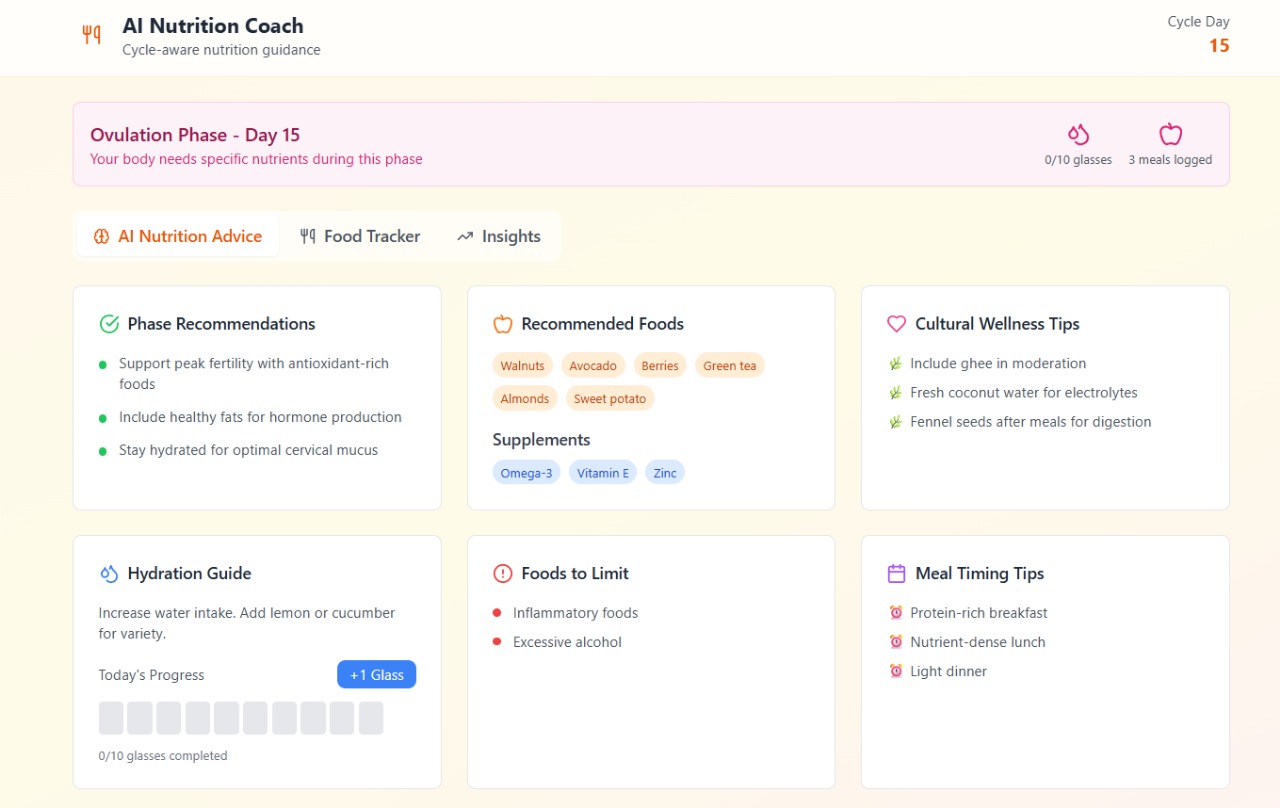 AI Nutrition Coach
Cycle-aware nutrition guidance
Cycle Day
15
Ovulation Phase - Day 15
Your body needs specific nutrients during this phase
0/10 glasses
3 meals logged
AI Nutrition Advice
Food Tracker
Insights
Phase Recommendations
Support peak fertility with antioxidant-rich
foods
Include healthy fats for hormone production
Stay hydrated for optimal cervical mucus
Recommended Foods
Walnuts
Avocado
Berries
Green tea
Almonds
Sweet potato
Supplements
Omega-3
Vitamin E
Zinc
Cultural Wellness Tips
Include ghee in moderation
Fresh coconut water for electrolytes
Fennel seeds after meals for digestion
Hydration Guide
Increase water intake. Add lemon or cucumber
for variety.
Today's Progress
+1 Glass
0/10 glasses completed
Foods to Limit
Inflammatory foods
Excessive alcohol
Meal Timing Tips
Protein-rich breakfast
Nutrient-dense lunch
Light dinner